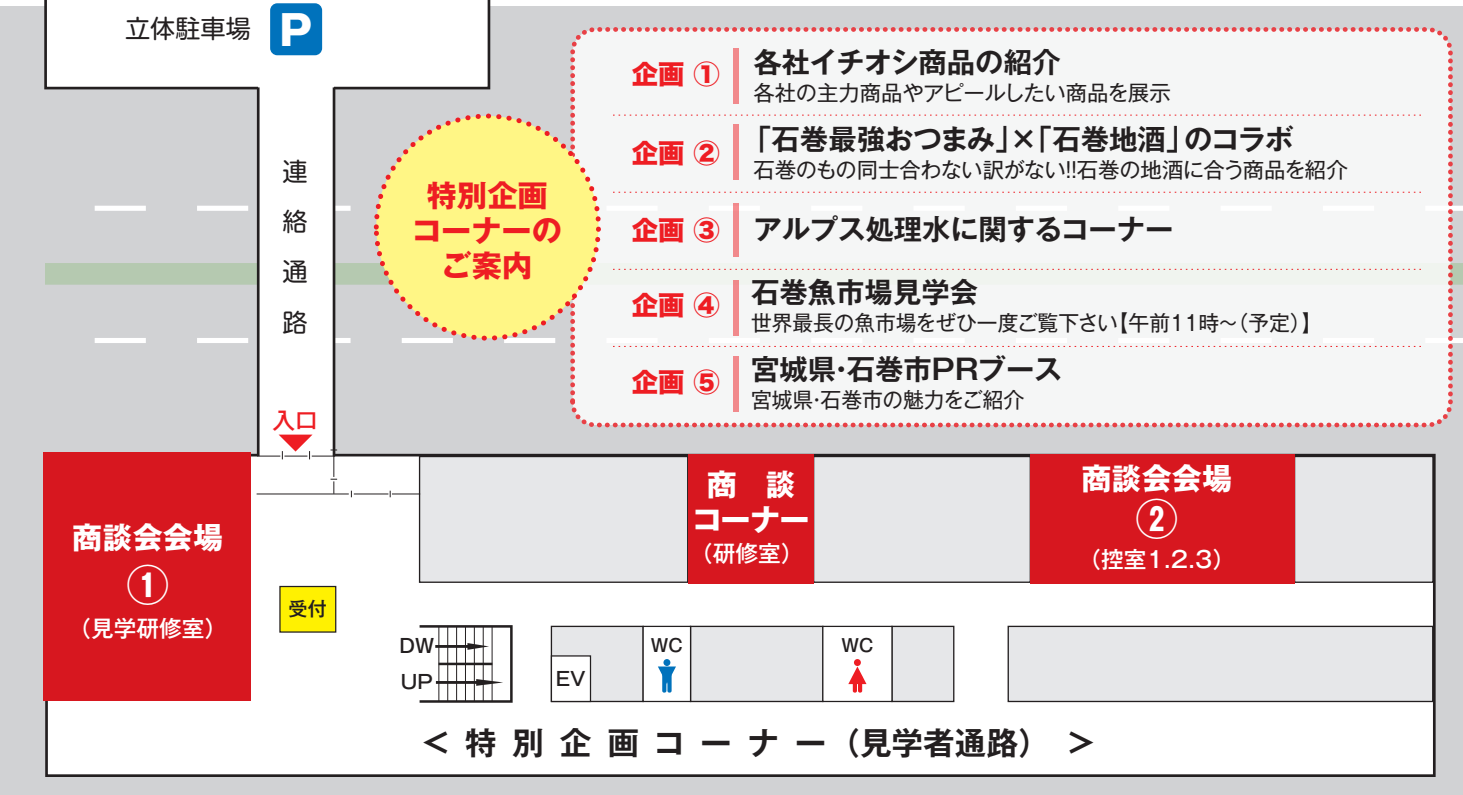 立体駐車場 P
連絡通路
入口
特別企画
コーナーの
ご案内
企画 ① 各社イチオシ商品の紹介
各社の主力商品やアピールしたい商品を展示
企画 ② 「石巻最強おつまみ」×「石巻地酒」のコラボ
石巻のもの同士合わない訳がない!!石巻の地酒に合う商品を紹介
企画 ③ アルプス処理水に関するコーナー
企画 ④ 石巻魚市場見学会
世界最長の魚市場をぜひ一度ご覧下さい【午前11時～(予定)】
企画 ⑤ 宮城県・石巻市PRブース
宮城県・石巻市の魅力をご紹介
商談会会場
①
(見学研修室)
受付
商談
コーナー
(研修室)
商談会会場
②
(控室1.2.3)
DW
UP
EV
WC
WC
＜特別企画コーナー(見学者通路)＞